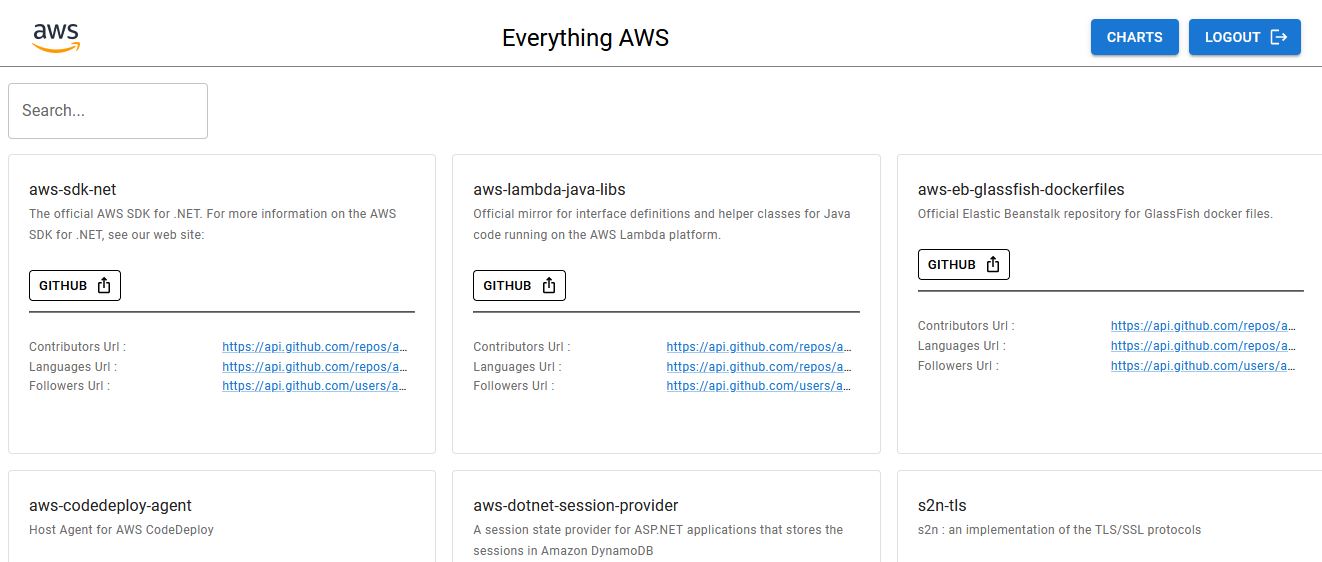 aws
Everything AWS
CHARTS
LOGOUT
Search...
aws-sdk-net
The official AWS SDK for .NET. For more information on the AWS
SDK for .NET, see our web site:
GITHUB
Contributors Url :
https://api.github.com/repos/a...
Languages Url :
https://api.github.com/repos/a...
Followers Url :
https://api.github.com/users/a...
aws-lambda-java-libs
Official mirror for interface definitions and helper classes for Java
code running on the AWS Lambda platform.
GITHUB
Contributors Url :
https://api.github.com/repos/a...
Languages Url :
https://api.github.com/repos/a...
Followers Url :
https://api.github.com/users/a...
aws-eb-glassfish-dockerfiles
Official Elastic Beanstalk repository for GlassFish docker files.
GITHUB
Contributors Url :
https://api.github.com/repos/a...
Languages Url :
https://api.github.com/repos/a...
Followers Url :
https://api.github.com/users/a...
aws-codedeploy-agent
Host Agent for AWS CodeDeploy
aws-dotnet-session-provider
A session state provider for ASP.NET applications that stores the
sessions in Amazon DynamoDB
s2n-tls
s2n : an implementation of the TLS/SSL protocols